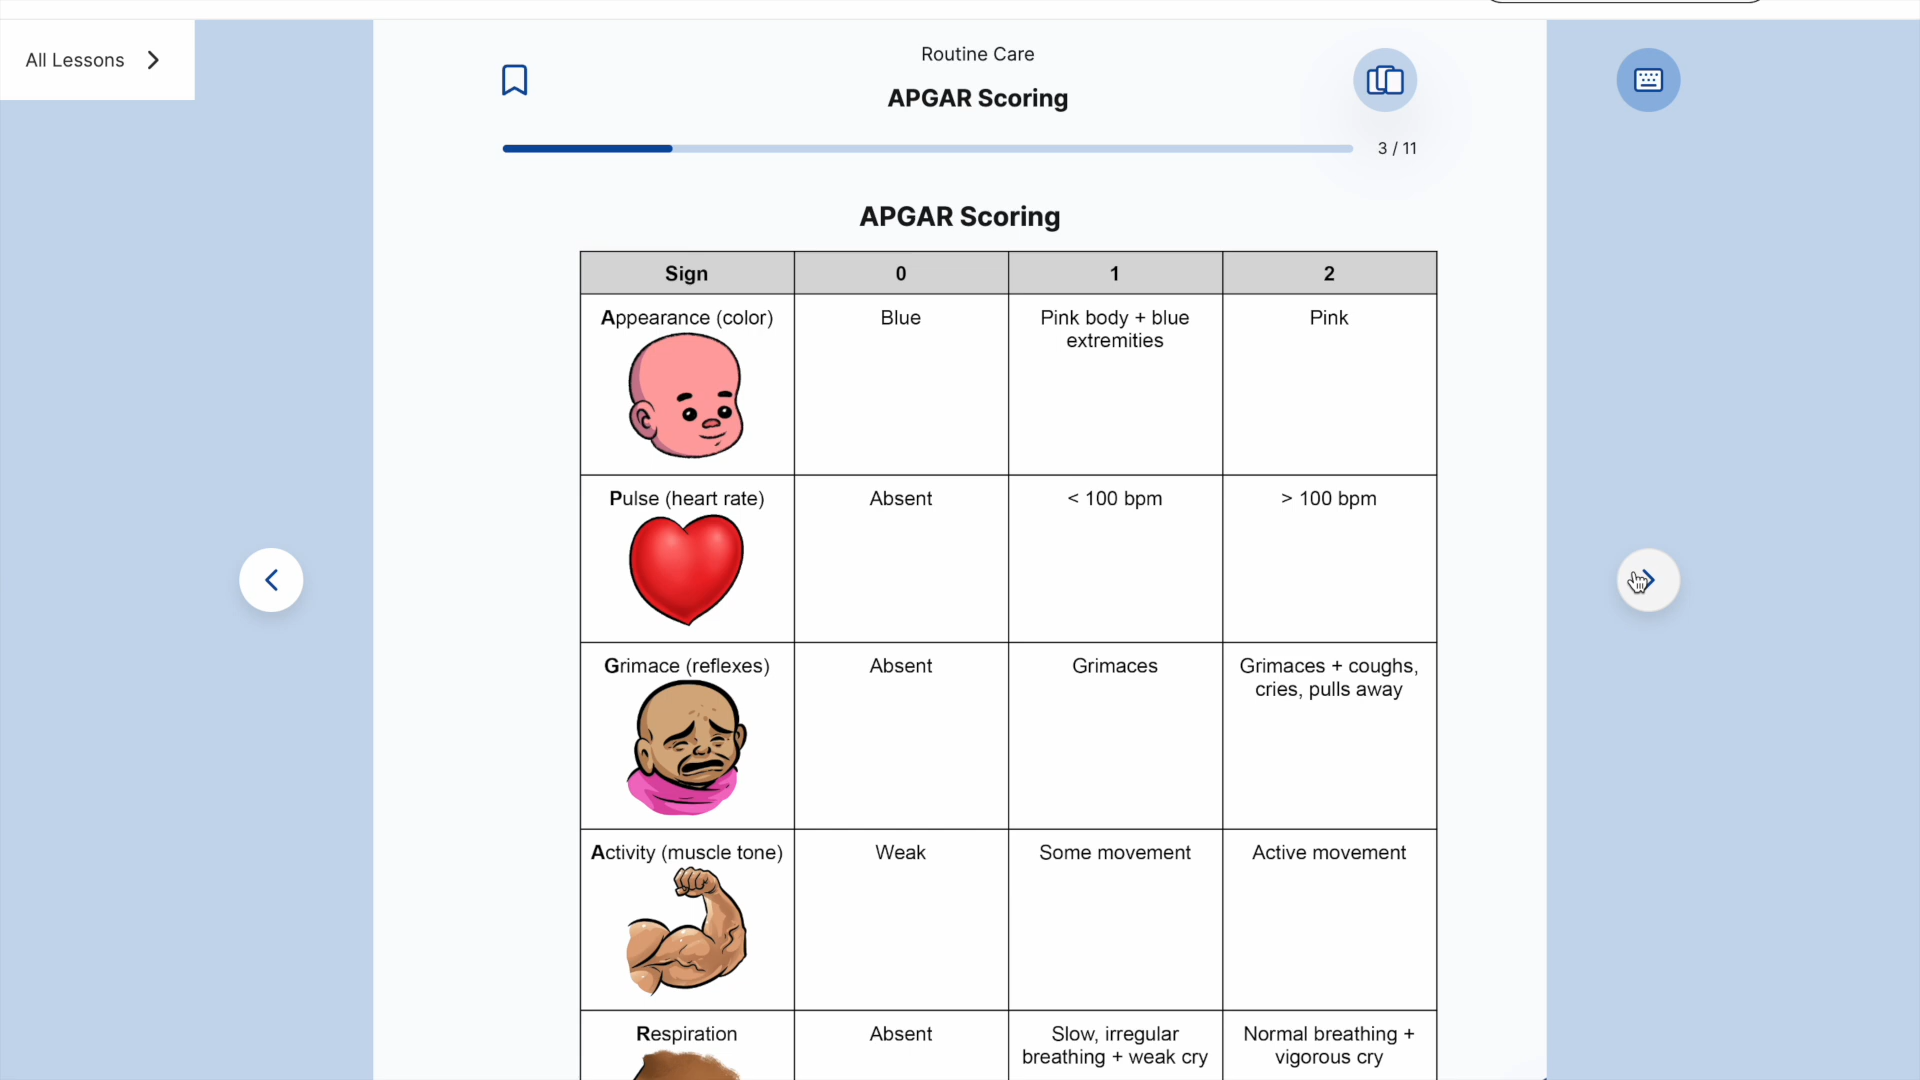 All Lessons
Routine Care
APGAR Scoring
3 / 11
APGAR Scoring
Sign 0 1 2
Appearance (color) Blue Pink body + blue Pink
extremities
Pulse (heart rate) Absent < 100 bpm > 100 bpm
Grimace (reflexes) Absent Grimaces Grimaces + coughs,
cries, pulls away
Activity (muscle tone) Weak Some movement Active movement
Respiration Absent Slow, irregular Normal breathing +
breathing + weak cry vigorous cry